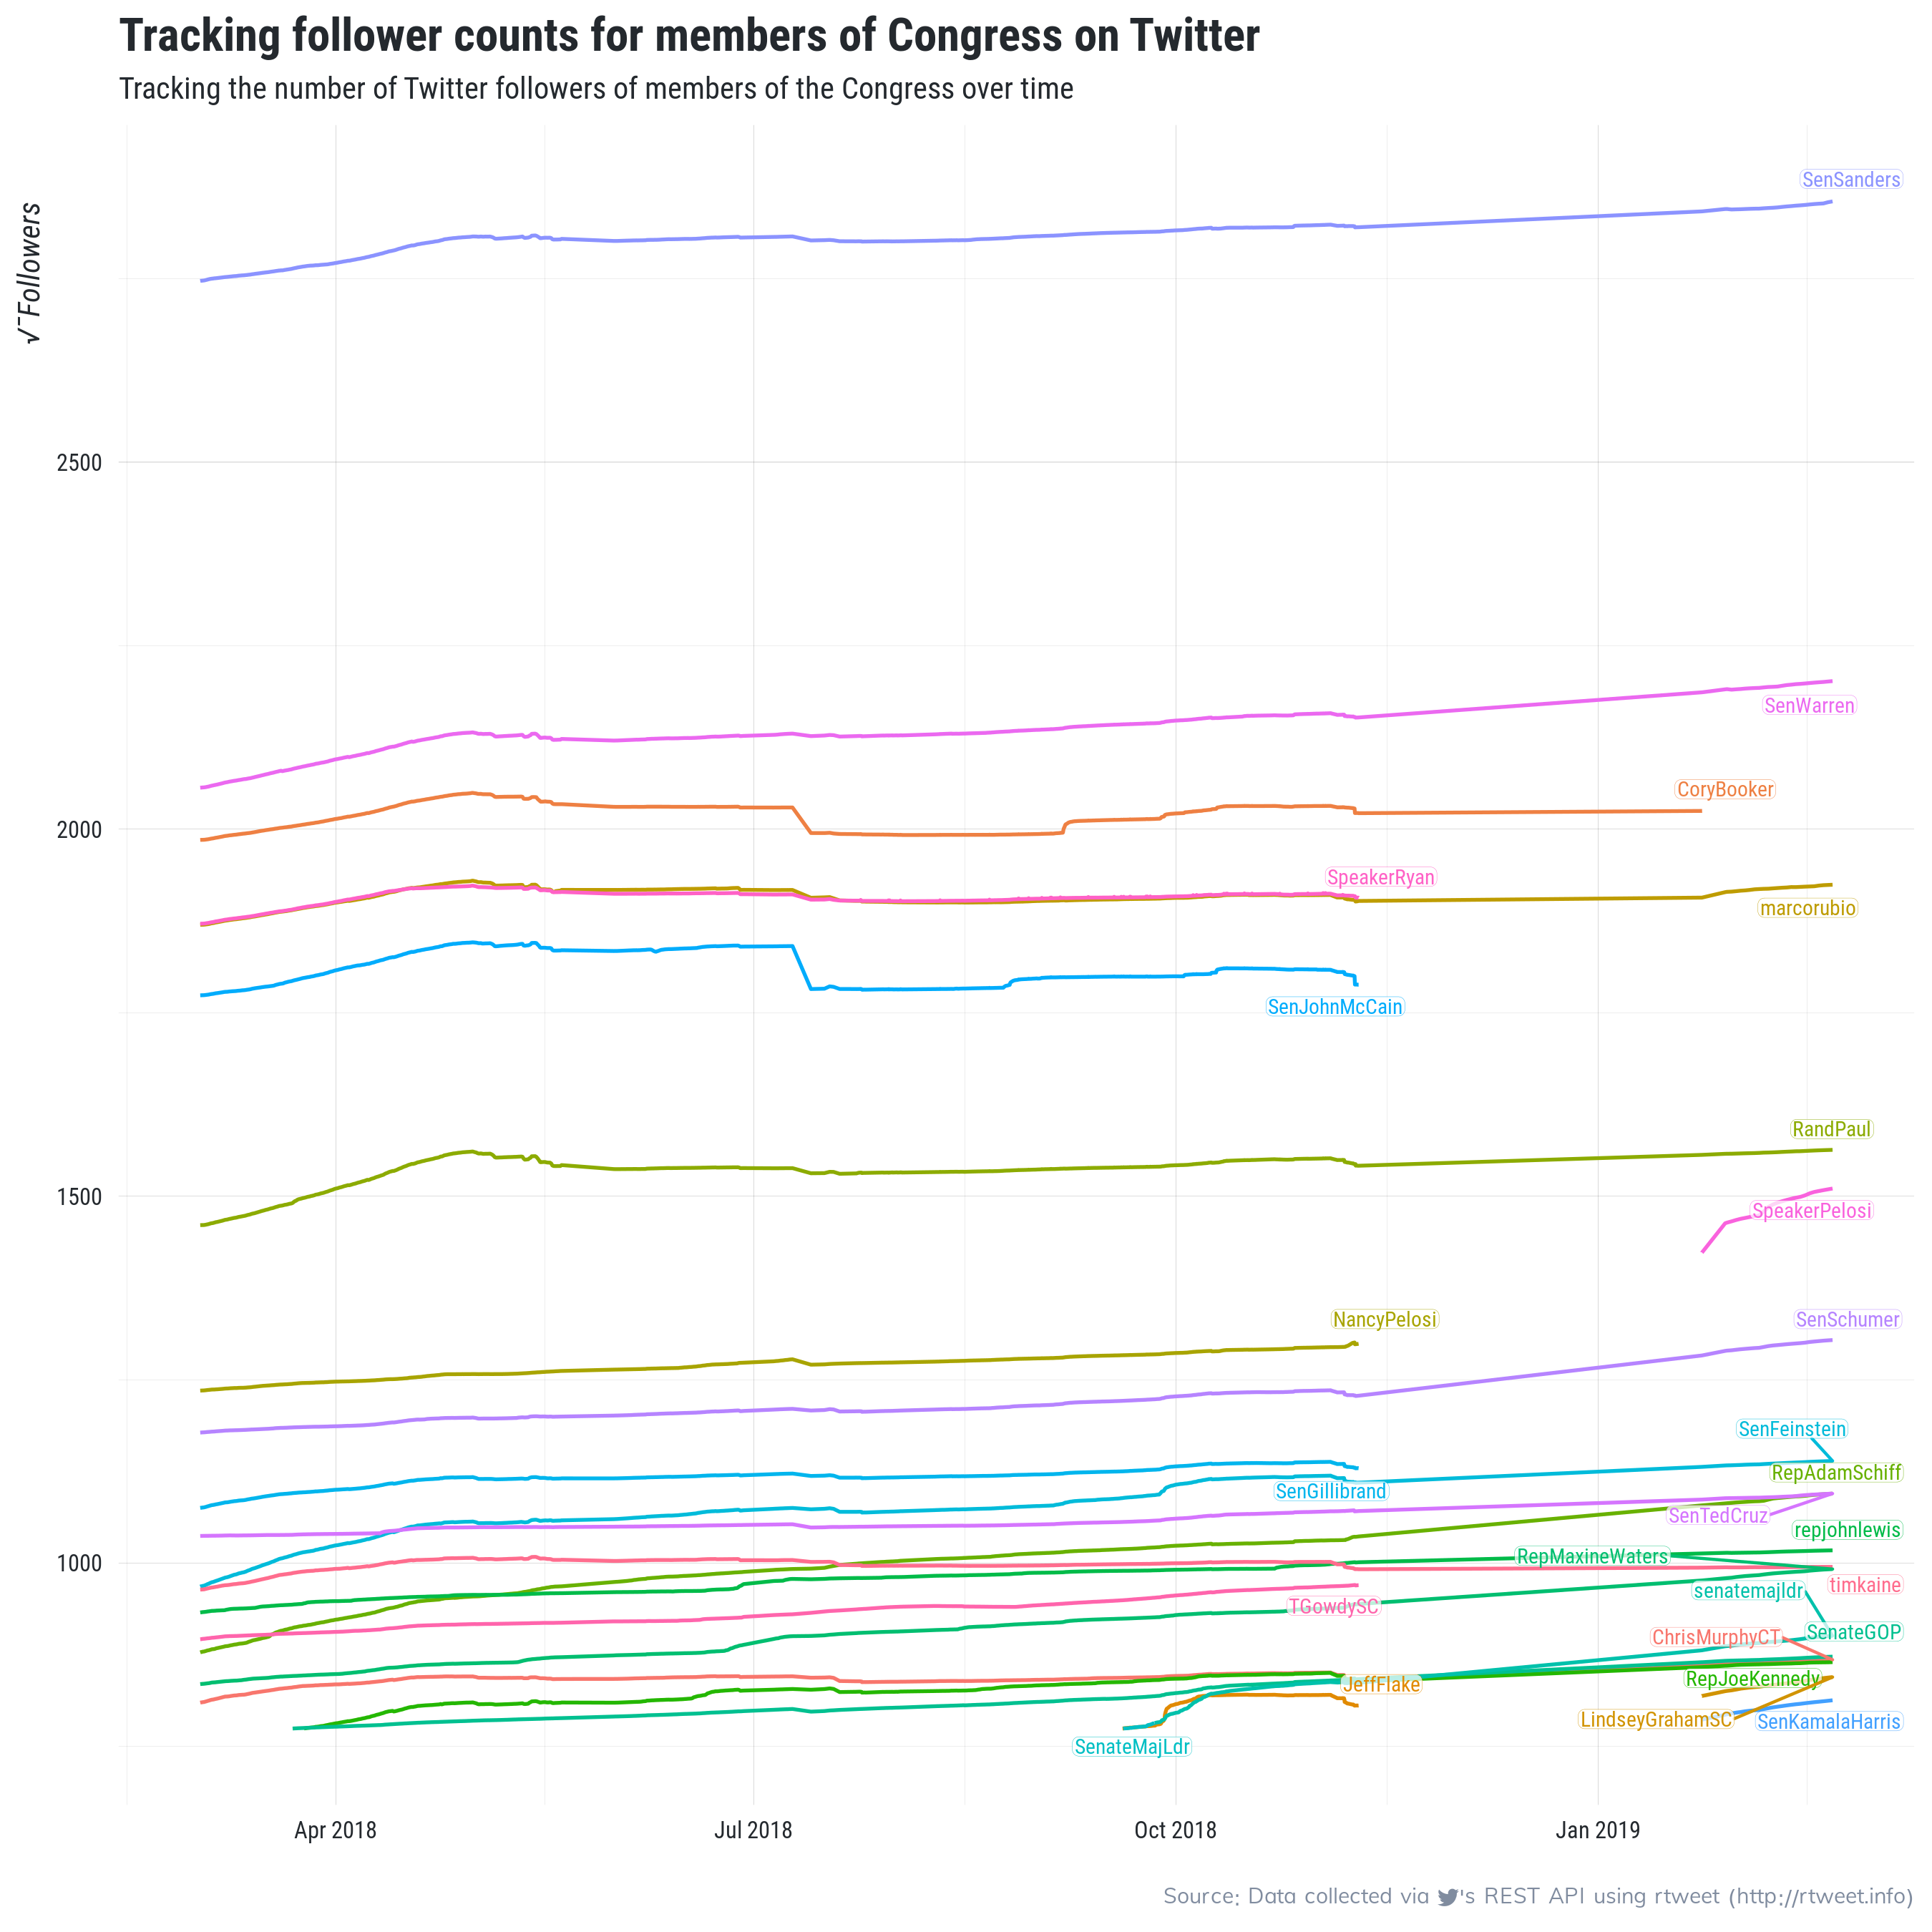 Tracking follower counts for members of Congress on Twitter
Tracking the number of Twitter followers of members of the Congress over time
√¯Followers
SenSanders
2500
SenWarren
CoryBooker
2000
SpeakerRyan
marcorubio
SenJohnMcCain
RandPaul
1500
SpeakerPelosi
NancyPelosi
SenSchumer
SenFeinstein
RepAdamSchiff
SenGillibrand
SenTedCruz
repjohnlewis
RepMaxineWaters
1000
timkaine
senatemajldr
TGowdySC
SenateGOP
ChrisMurphyCT
RepJoeKennedy
JeffFlake
LindseyGrahamSC
SenKamalaHarris
SenateMajLdr
Apr 2018
Jul 2018
Oct 2018
Jan 2019
Source: Data collected via 's REST API using rtweet (http://rtweet.info)